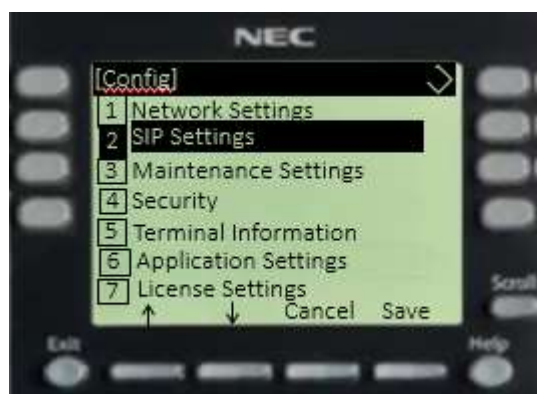 NEC
[Config]
1 Network Settings
2 SIP Settings
3 Maintenance Settings
4 Security
5 Terminal Information
6 Application Settings
7 License Settings
↑ ↓ Cancel Save
Scroll
Exit Help